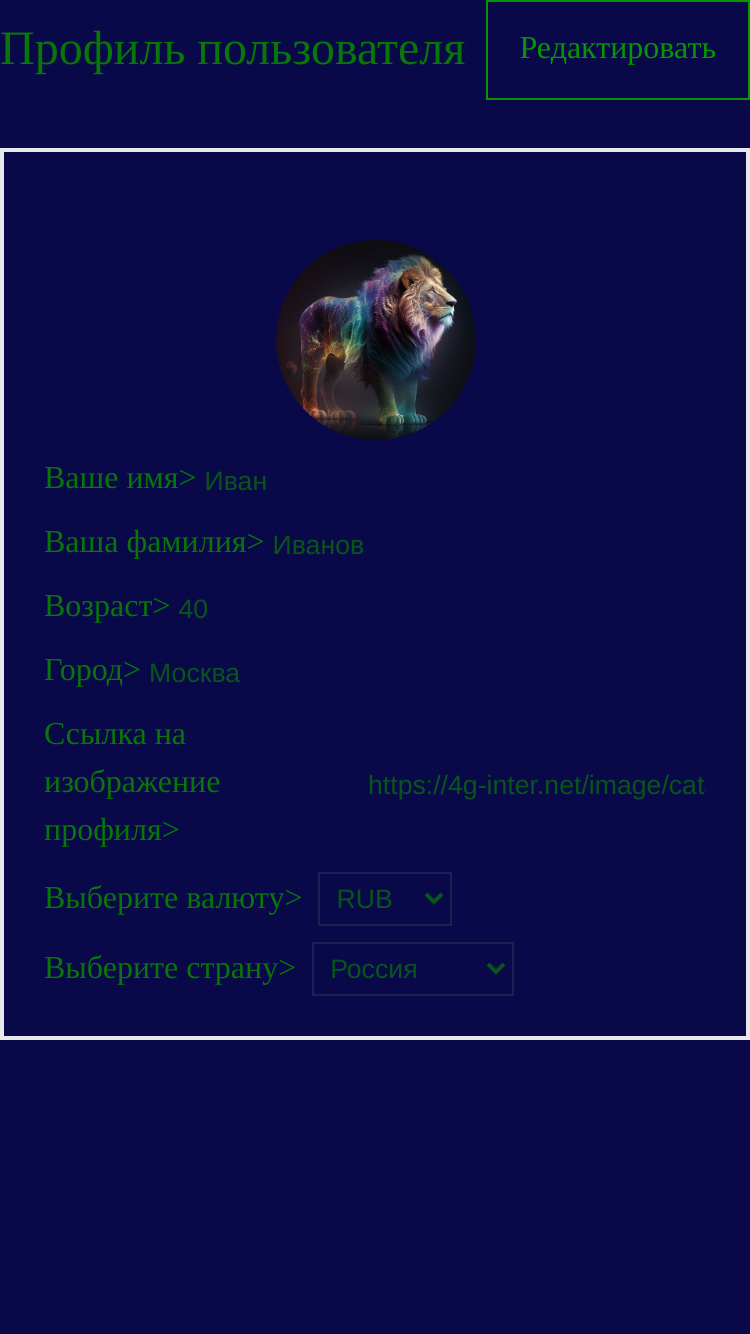 Профиль пользователя
Редактировать
Ваше имя> Иван
Ваша фамилия> Иванов
Возраст> 40
Город> Москва
Ссылка на
изображение
профиля>
https://4g-inter.net/image/cat
Выберите валюту> RUB
Выберите страну> Россия